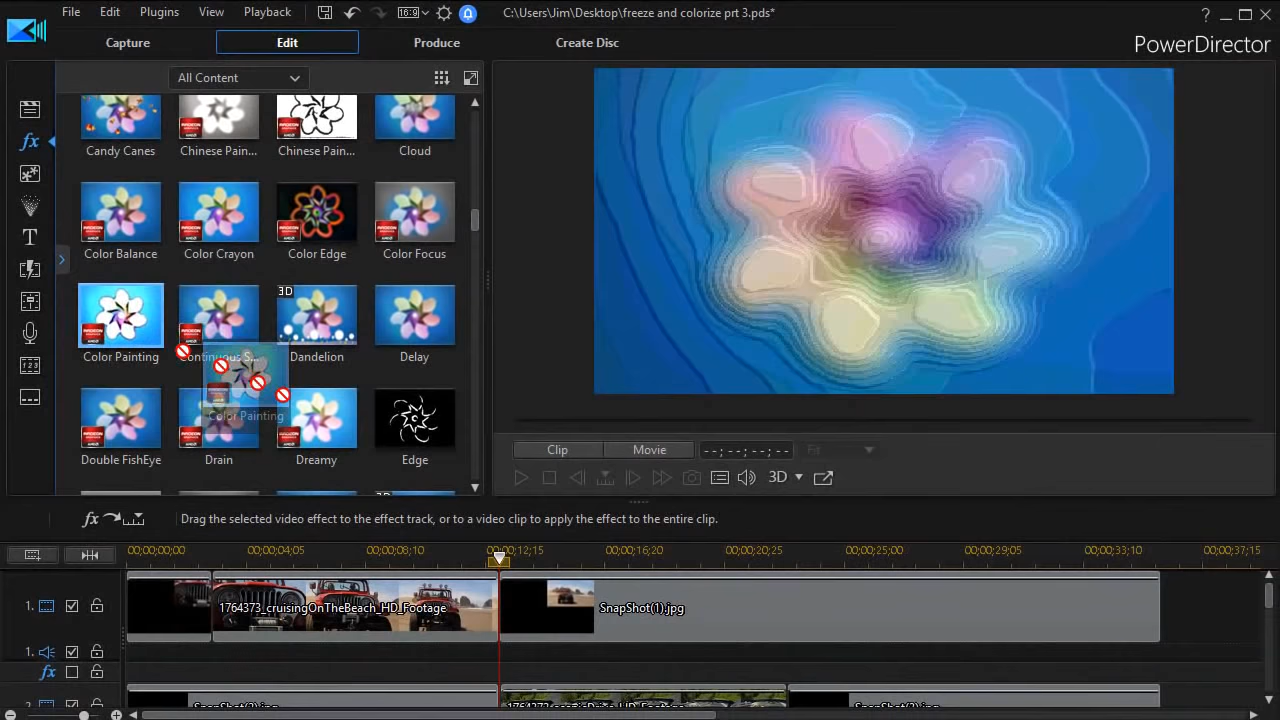 File Edit Plugins View Playback 16:9 C:\Users\Jim\Desktop\freeze and colorize prt 3.pds* ?
PowerDirector
Capture Edit Produce Create Disc
All Content
Candy Canes Chinese Pain... Chinese Pain... Cloud
Color Balance Color Crayon Color Edge Color Focus
3D
Color Painting Continuous S... Dandelion Delay
Color Painting
Double FishEye Drain Dreamy Edge
fx
T
123
Clip Movie --;--;--;-- Fit
3D
fx Drag the selected video effect to the effect track, or to a video clip to apply the effect to the entire clip.
00;00;00;00 00;00;04;05 00;00;08;10 00;00;12;15 00;00;16;20 00;00;20;25 00;00;25;00 00;00;29;05 00;00;33;10 00;00;37;15
1. 1764373_cruisingOnTheBeach_HD_Footage SnapShot(1).jpg
1.
fx
2.